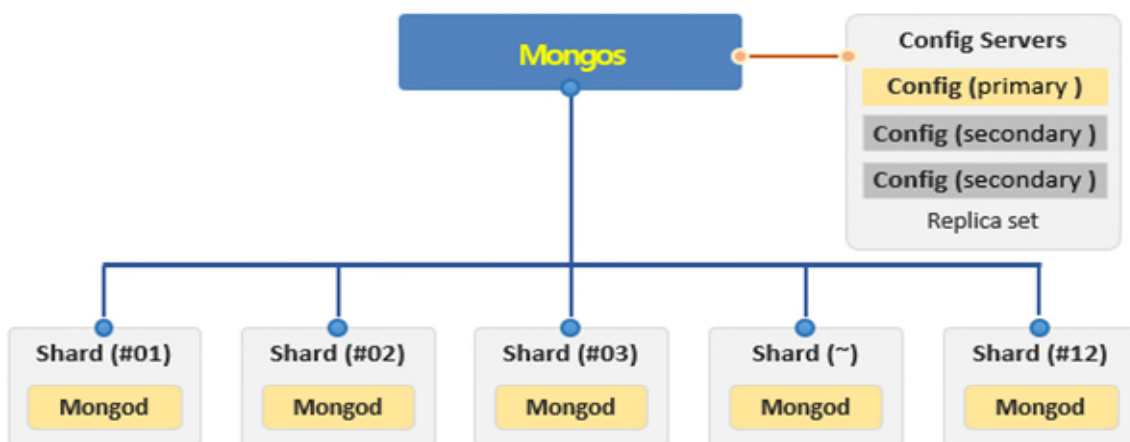 Mongos
Config Servers
Config (primary )
Config (secondary )
Config (secondary )
Replica set
Shard (#01)
Shard (#02)
Shard (#03)
Shard (~)
Shard (#12)
Mongod
Mongod
Mongod
Mongod
Mongod